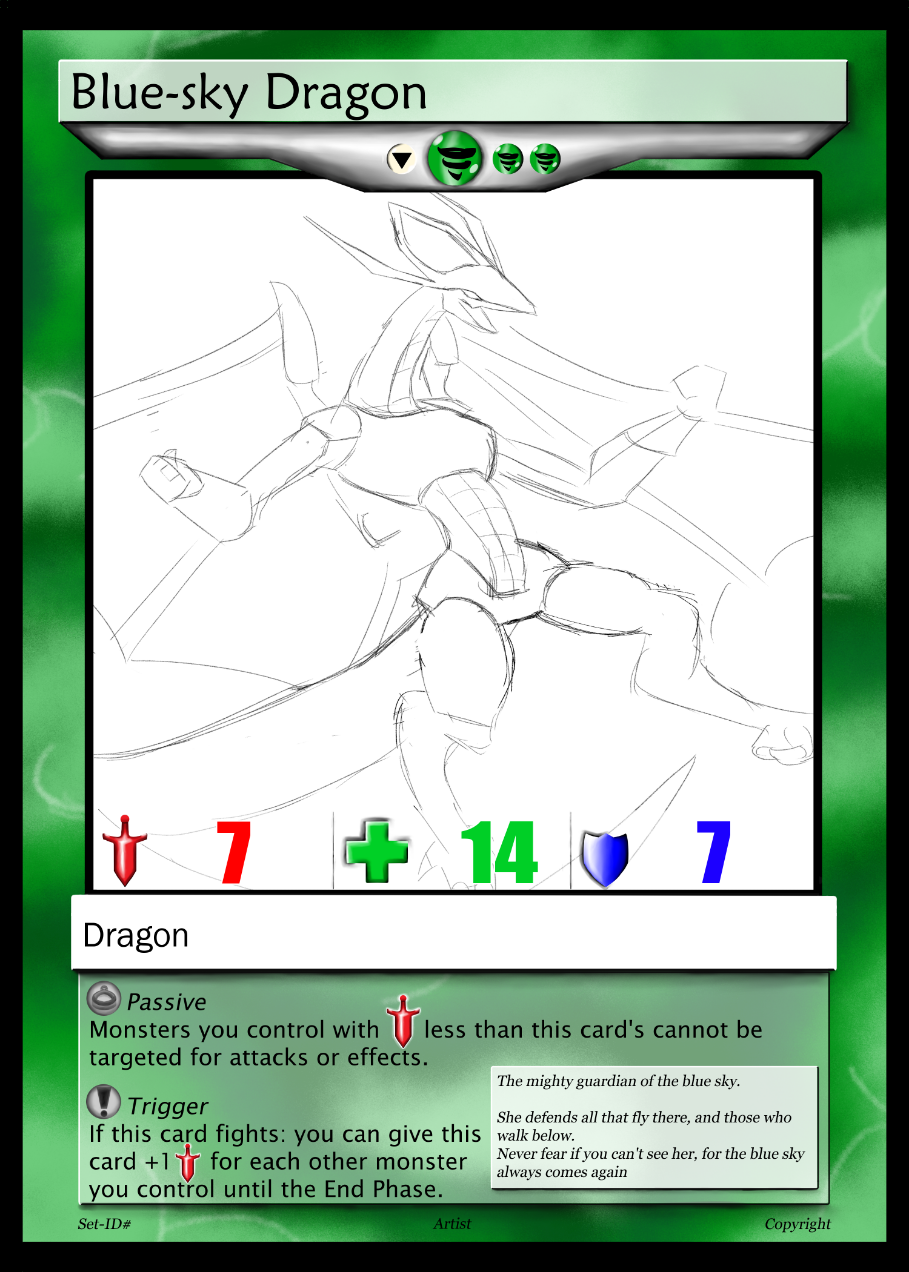 Blue-sky Dragon
7
14
7
Dragon
Passive
Monsters you control with less than this card's cannot be
targeted for attacks or effects.
Trigger
If this card fights: you can give this
card +1 for each other monster
you control until the End Phase.
The mighty guardian of the blue sky.
She defends all that fly there, and those who
walk below.
Never fear if you can't see her, for the blue sky
always comes again
Set-ID#
Artist
Copyright